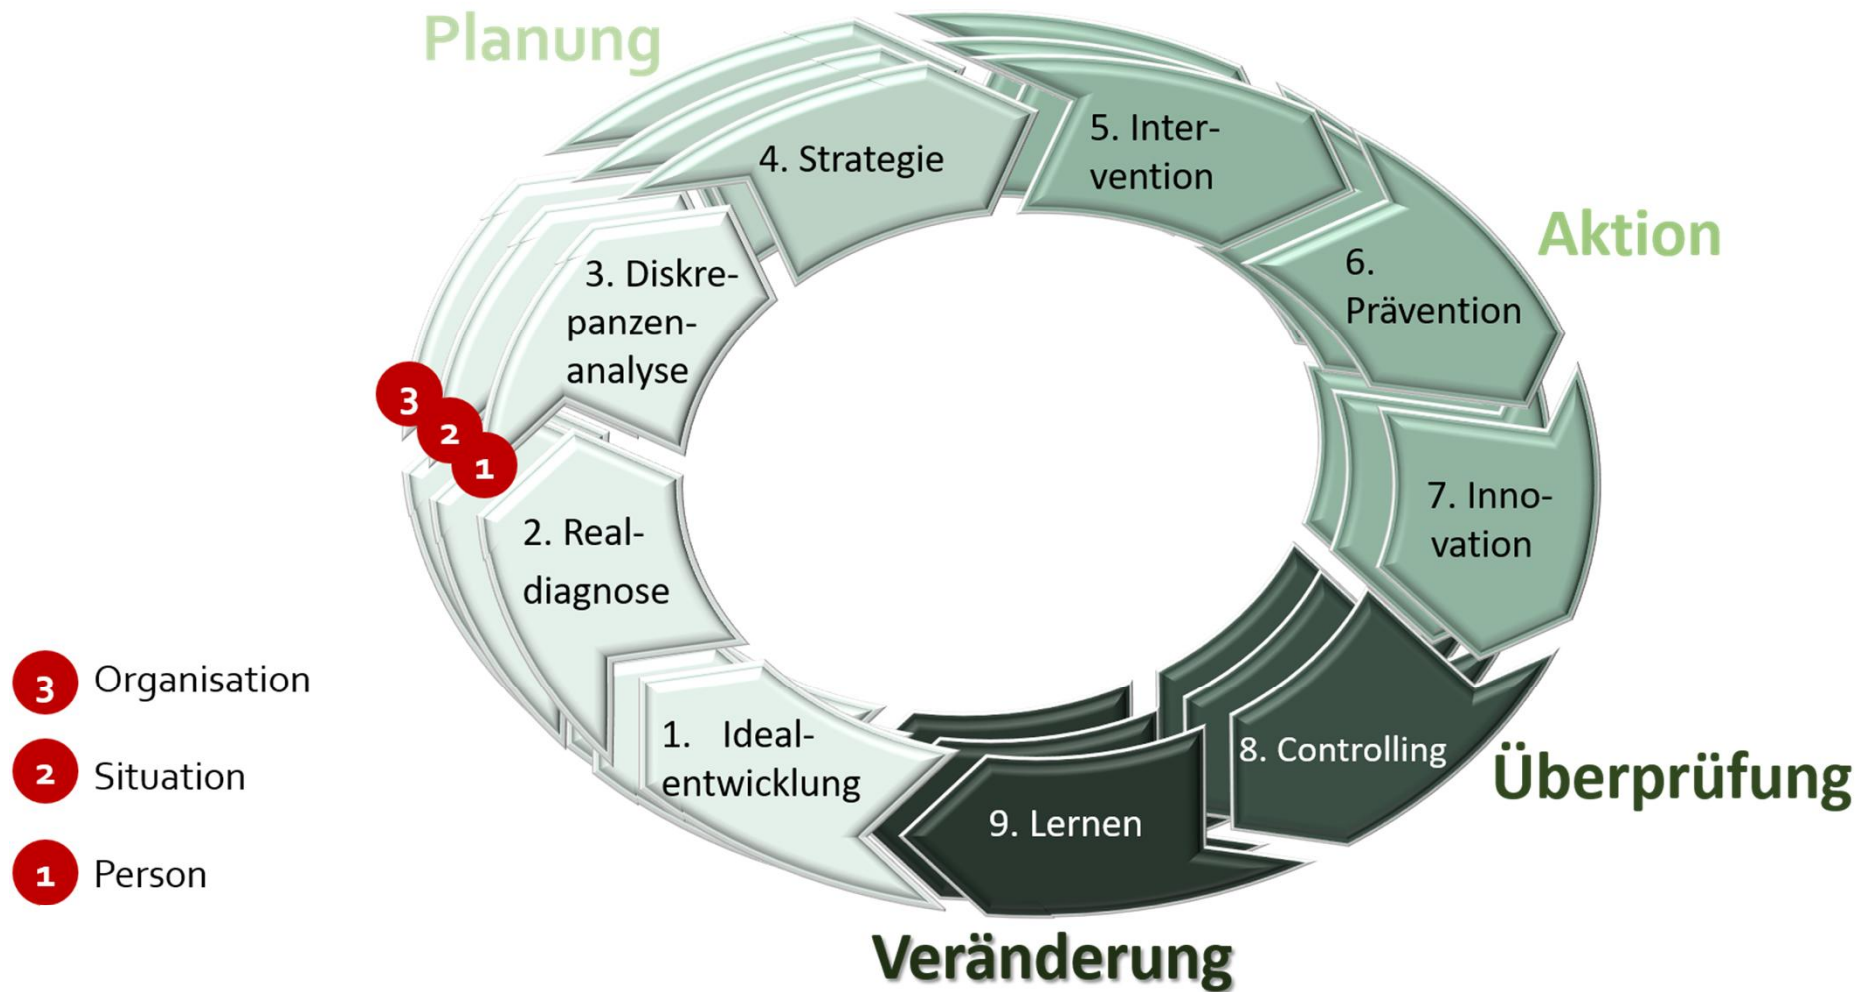 Planung
4. Strategie
5. Inter-
vention
Aktion
3. Diskre-
panzen-
analyse
6.
Prävention
3
2
1
2. Real-
diagnose
7. Inno-
vation
1. Ideal-
entwicklung
8. Controlling
9. Lernen
Überprüfung
Veränderung
3 Organisation
2 Situation
1 Person